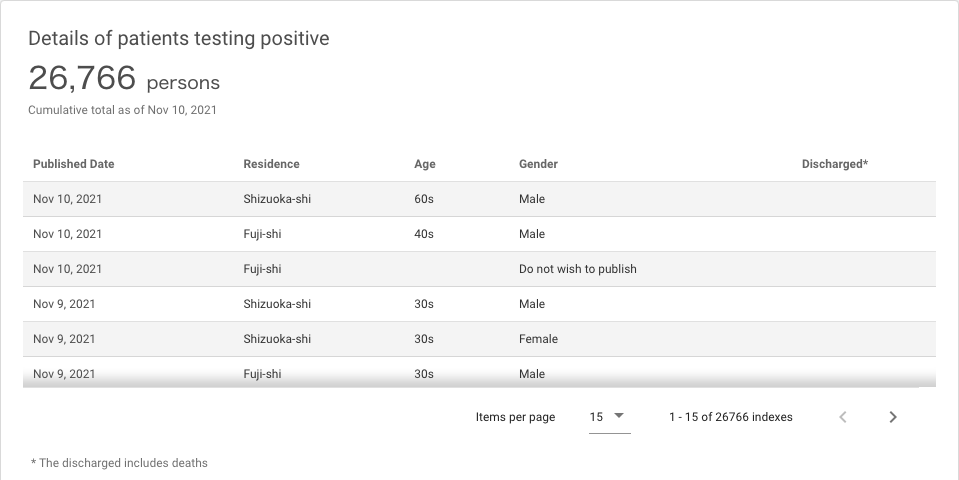 Details of patients testing positive
26,766 persons
Cumulative total as of Nov 10, 2021
Published Date Residence Age Gender Discharged*
Nov 10, 2021 Shizuoka-shi 60s Male
Nov 10, 2021 Fuji-shi 40s Male
Nov 10, 2021 Fuji-shi Do not wish to publish
Nov 9, 2021 Shizuoka-shi 30s Male
Nov 9, 2021 Shizuoka-shi 30s Female
Nov 9, 2021 Fuji-shi 30s Male
Items per page 15 1 - 15 of 26766 indexes
* The discharged includes deaths